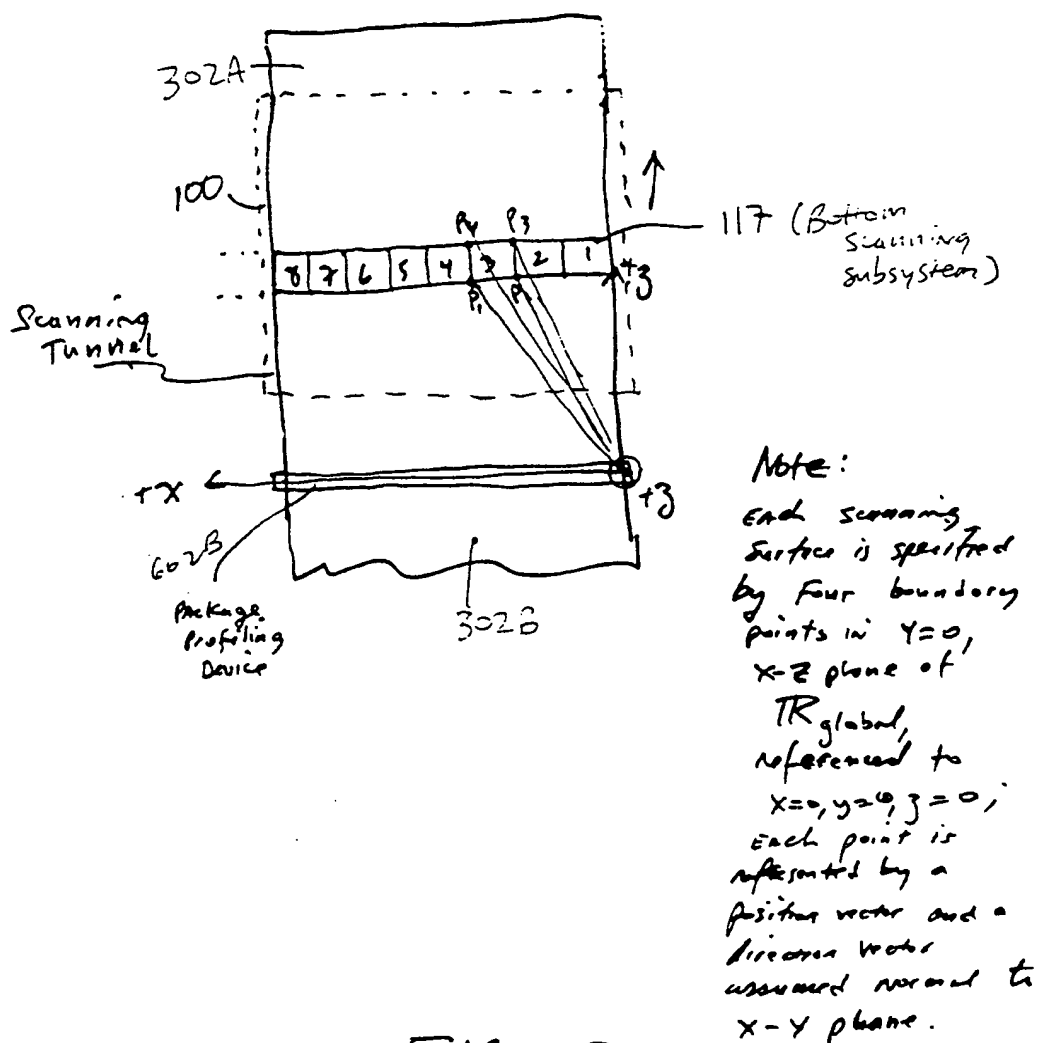 302A
100
117 (Bottom
scanning
subsystem)
P4 P3
8 7 6 5 4 3 2 1
+z
P1
Scanning
Tunnel
+X
+z
602B
Package
Profiling
Device
302B
Note:
Each scanning
surface is specified
by Four boundary
points in Y=0,
X-Z plane of
R global,
referenced to
X=0, y=0, z=0;
Each point is
represented by a
position vector and a
direction vector
assumed normal to
X-Y plane.